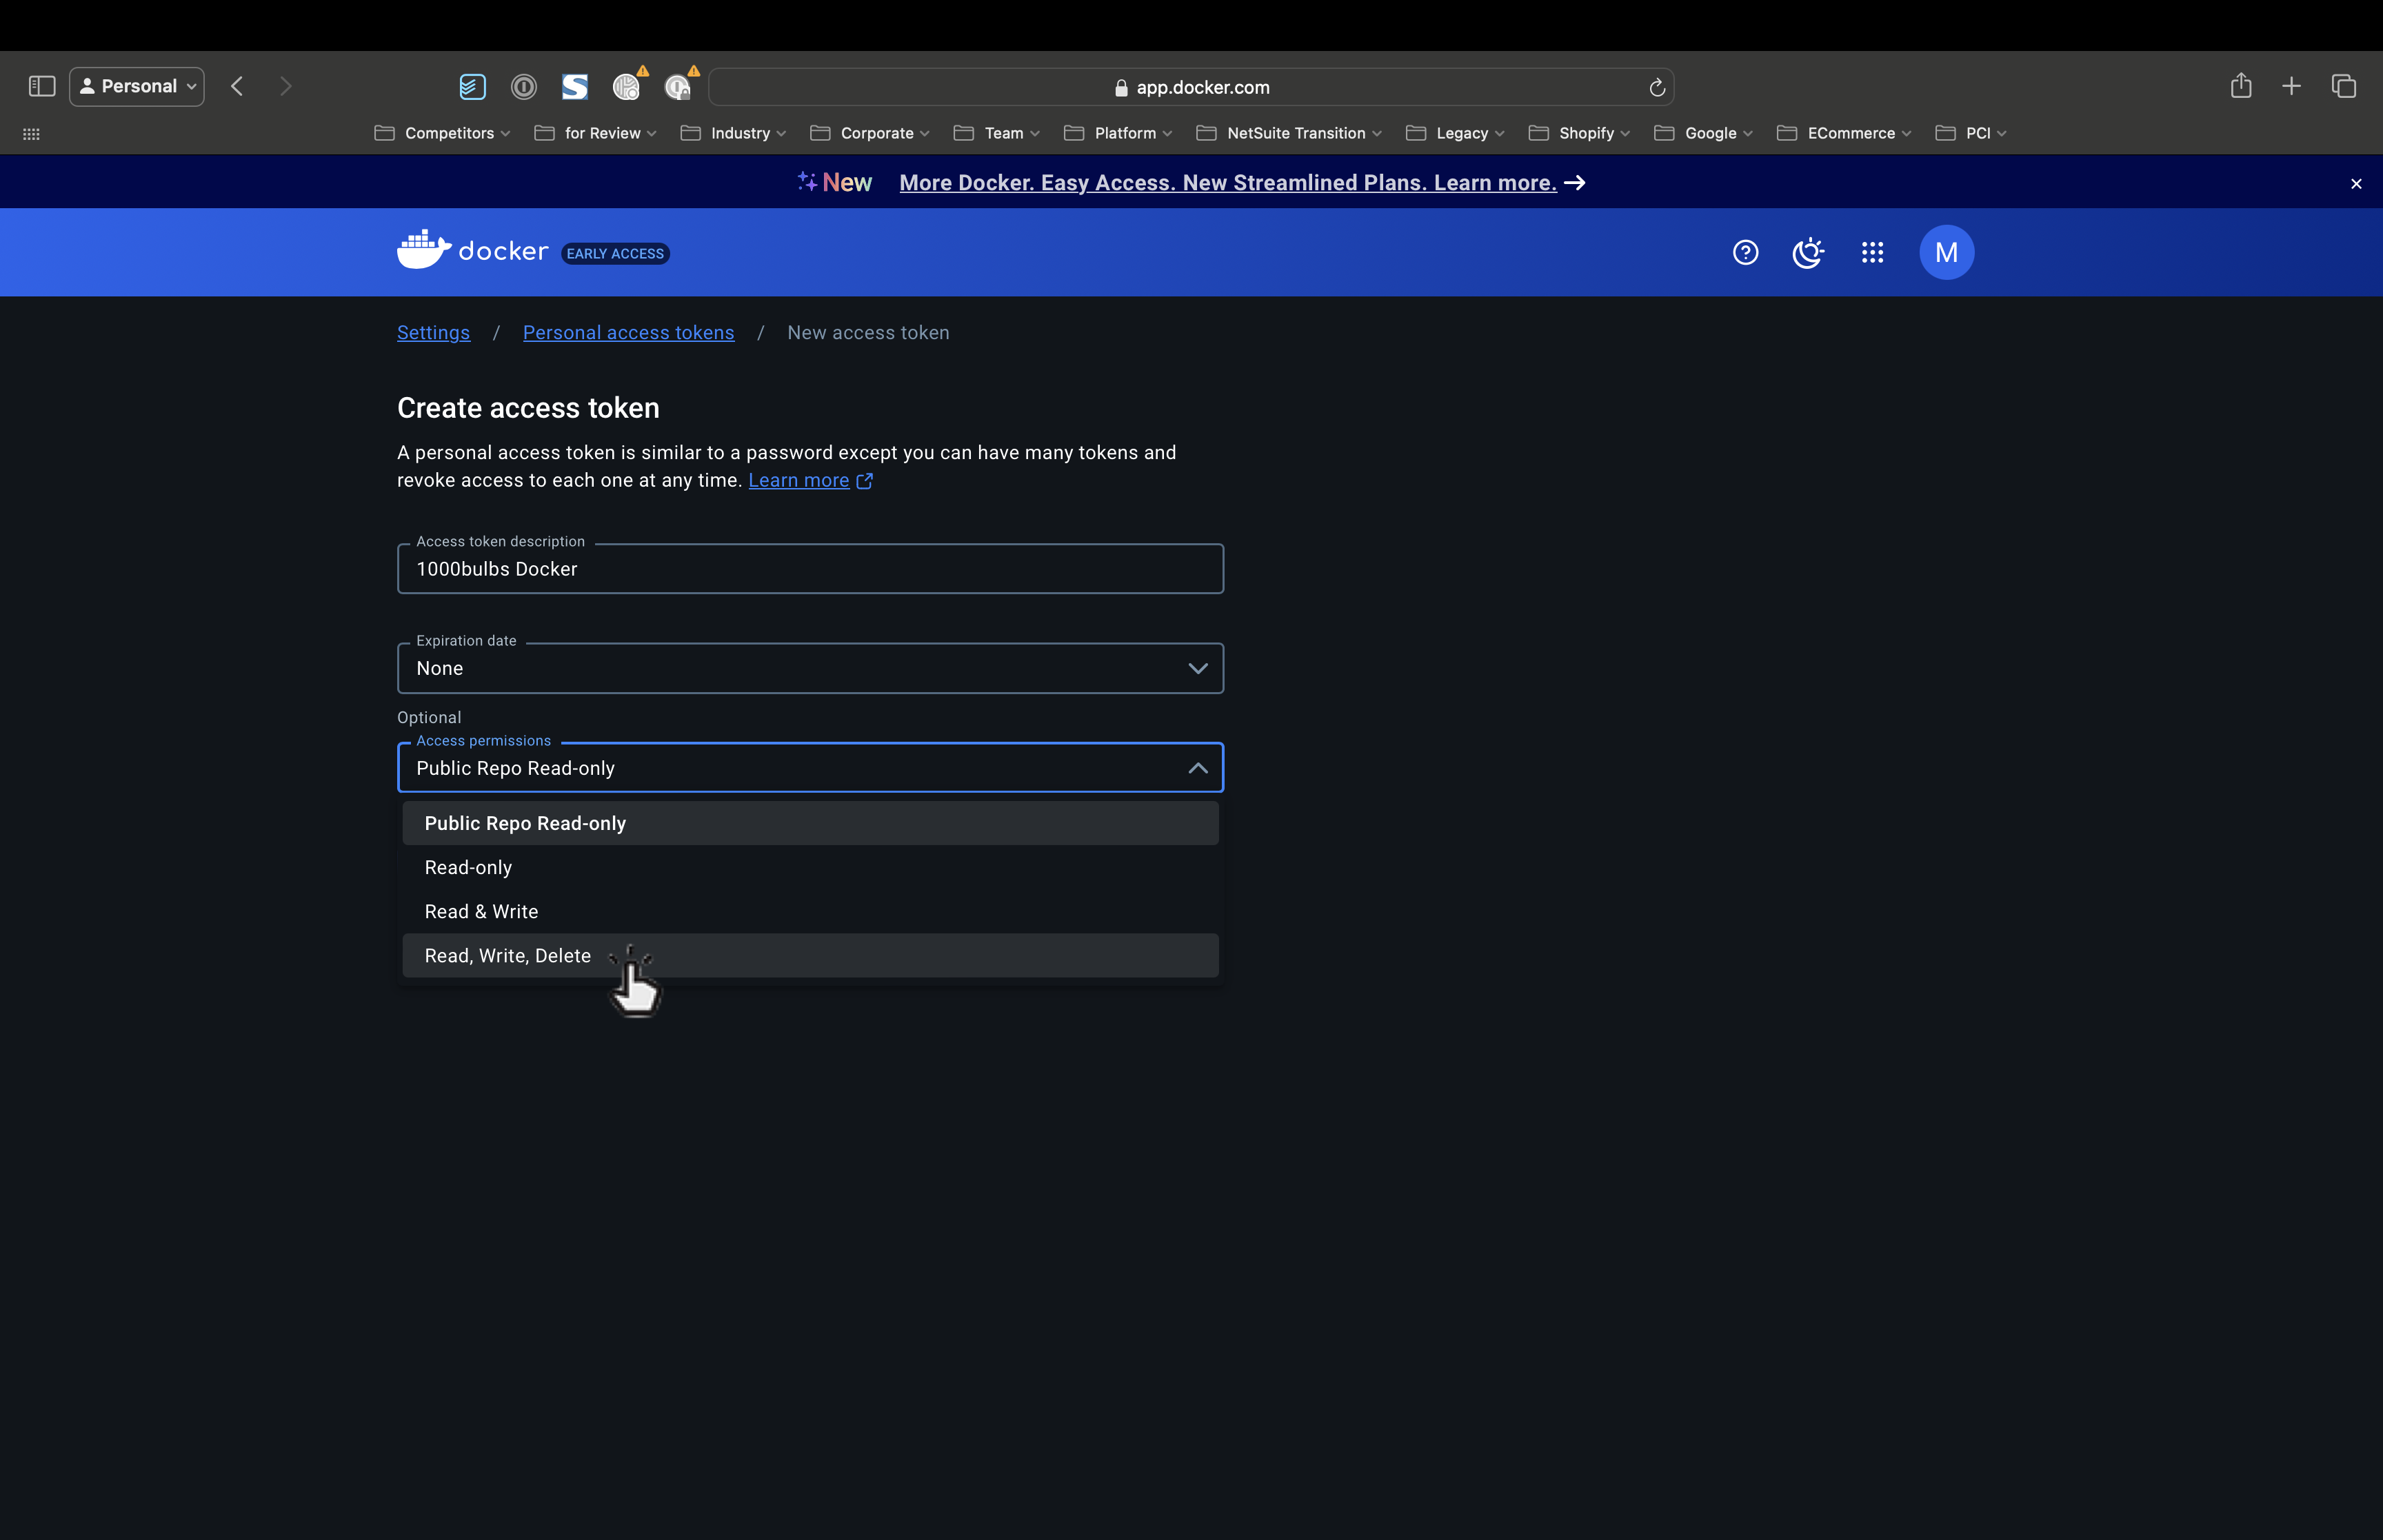 Personal
app.docker.com
Competitors for Review Industry Corporate Team Platform NetSuite Transition Legacy Shopify Google ECommerce PCI
New More Docker. Easy Access. New Streamlined Plans. Learn more.
docker EARLY ACCESS M
Settings / Personal access tokens / New access token
Create access token
A personal access token is similar to a password except you can have many tokens and
revoke access to each one at any time. Learn more
Access token description
1000bulbs Docker
Expiration date
None
Optional
Access permissions
Public Repo Read-only
Public Repo Read-only
Read-only
Read & Write
Read, Write, Delete